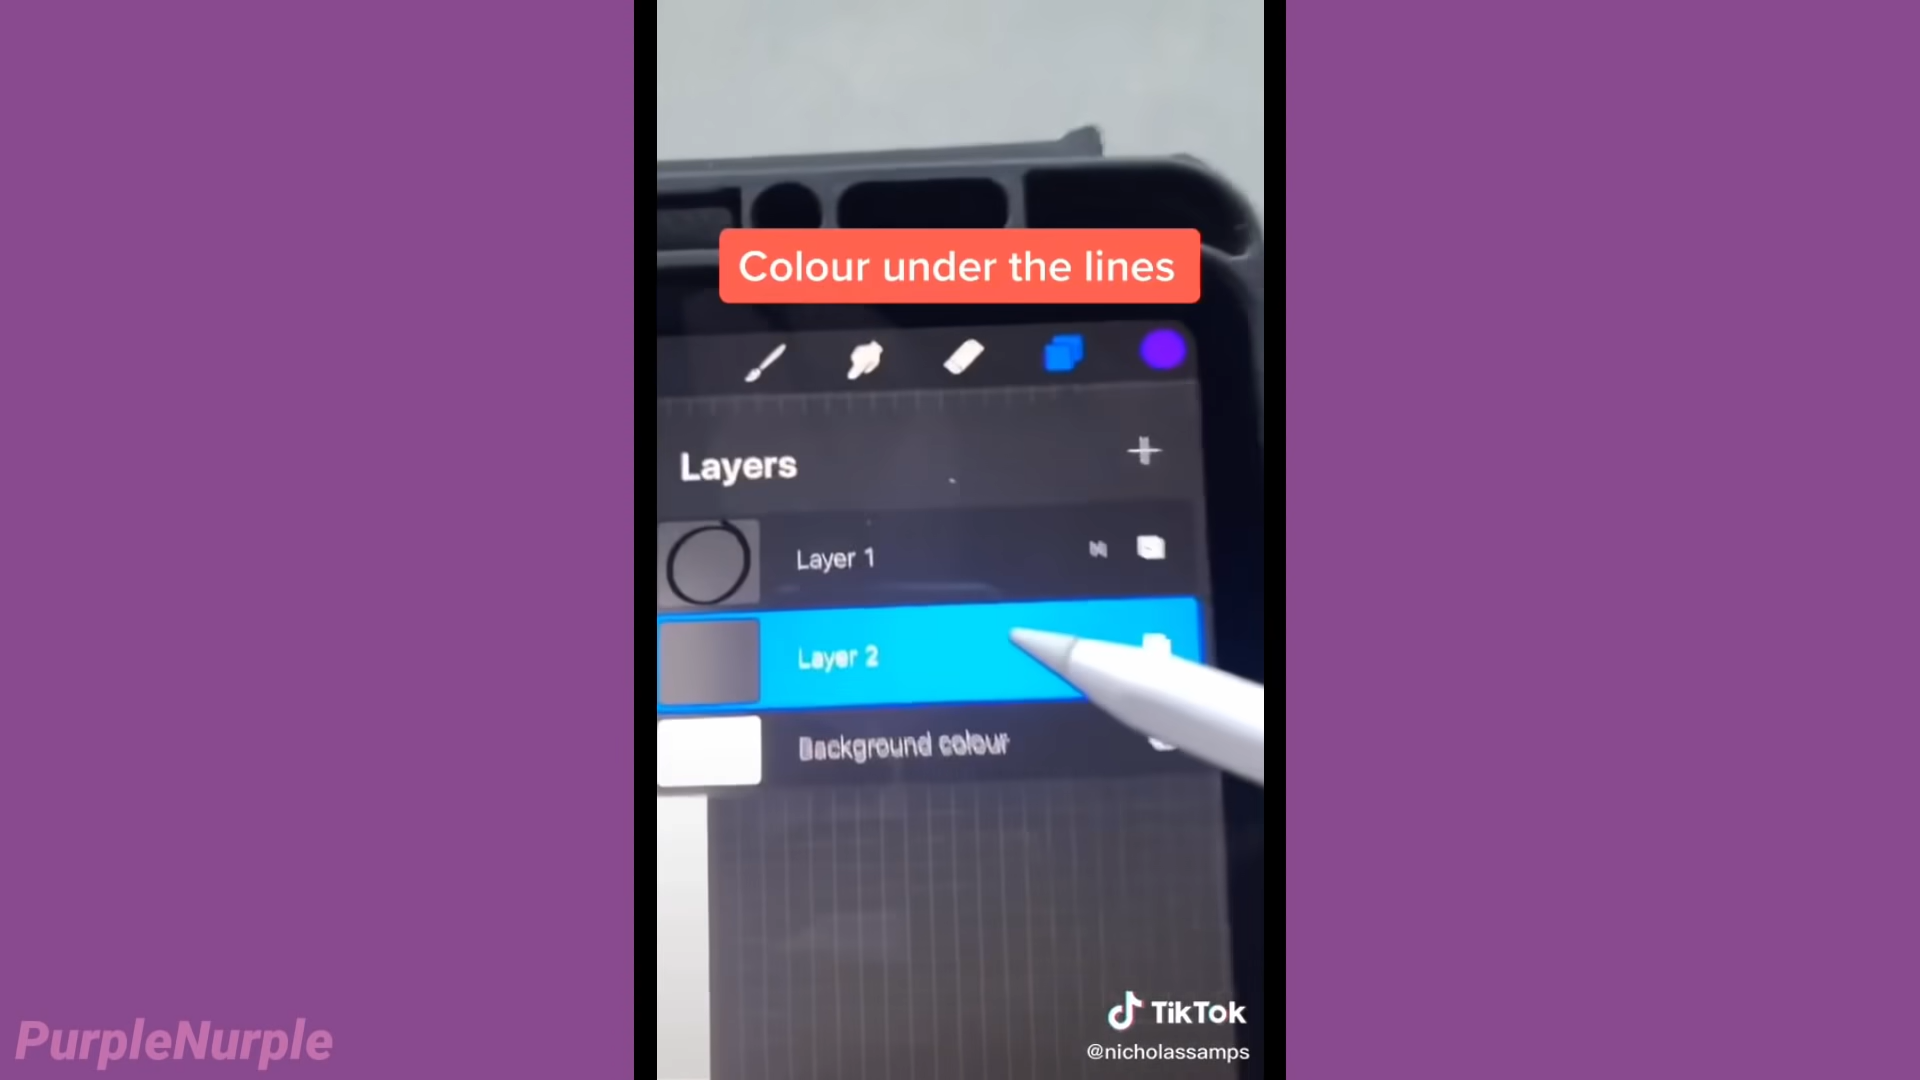 Colour under the lines
Layers
Layer 1
N
Layer 2
Background colour
TikTok
@nicholassamps
PurpleNurple